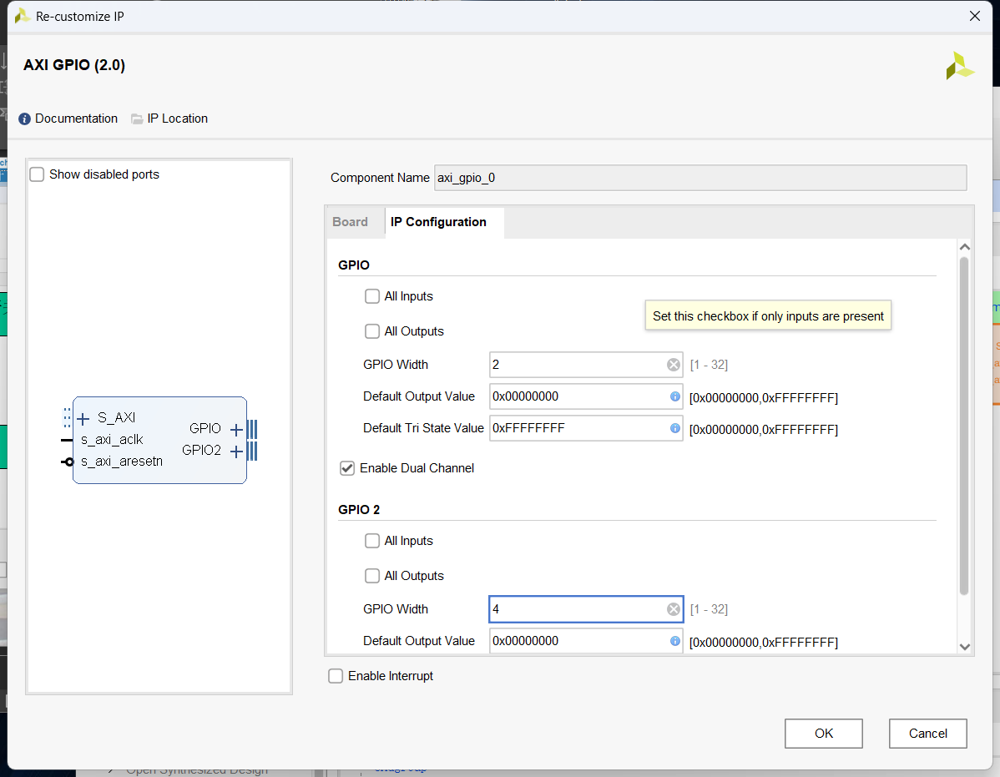 Re-customize IP
AXI GPIO (2.0)
Documentation IP Location
Show disabled ports
Component Name axi_gpio_0
Board IP Configuration
GPIO
All Inputs
Set this checkbox if only inputs are present
All Outputs
GPIO Width 2 [1 - 32]
Default Output Value 0x00000000 [0x00000000,0xFFFFFFFF]
Default Tri State Value 0xFFFFFFFF [0x00000000,0xFFFFFFFF]
Enable Dual Channel
GPIO 2
All Inputs
All Outputs
GPIO Width 4 [1 - 32]
Default Output Value 0x00000000 [0x00000000,0xFFFFFFFF]
S_AXI
s_axi_aclk
s_axi_aresetn
GPIO
GPIO2
Enable Interrupt
OK Cancel
Open Synthesized Design